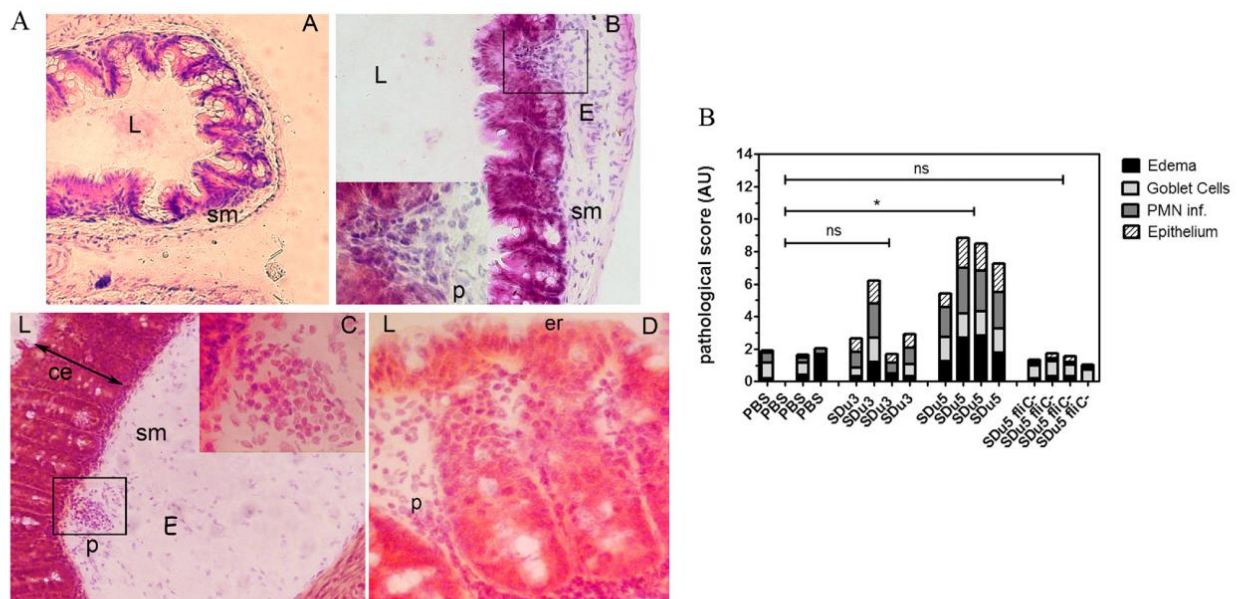 A
A
L
sm
B
L
E
sm
p
L
C
ce
sm
p
E
L
er
D
p
B
pathological score (AU)
14
12
10
8
6
4
2
0
ns
*
ns
Edema
Goblet Cells
PMN inf.
Epithelium
PBS
PBS
PBS
PBS
SDu3
SDu3
SDu3
SDu3
SDu5
SDu5
SDu5
SDu5
SDu5 fliC-
SDu5 fliC-
SDu5 fliC-
SDu5 fliC-